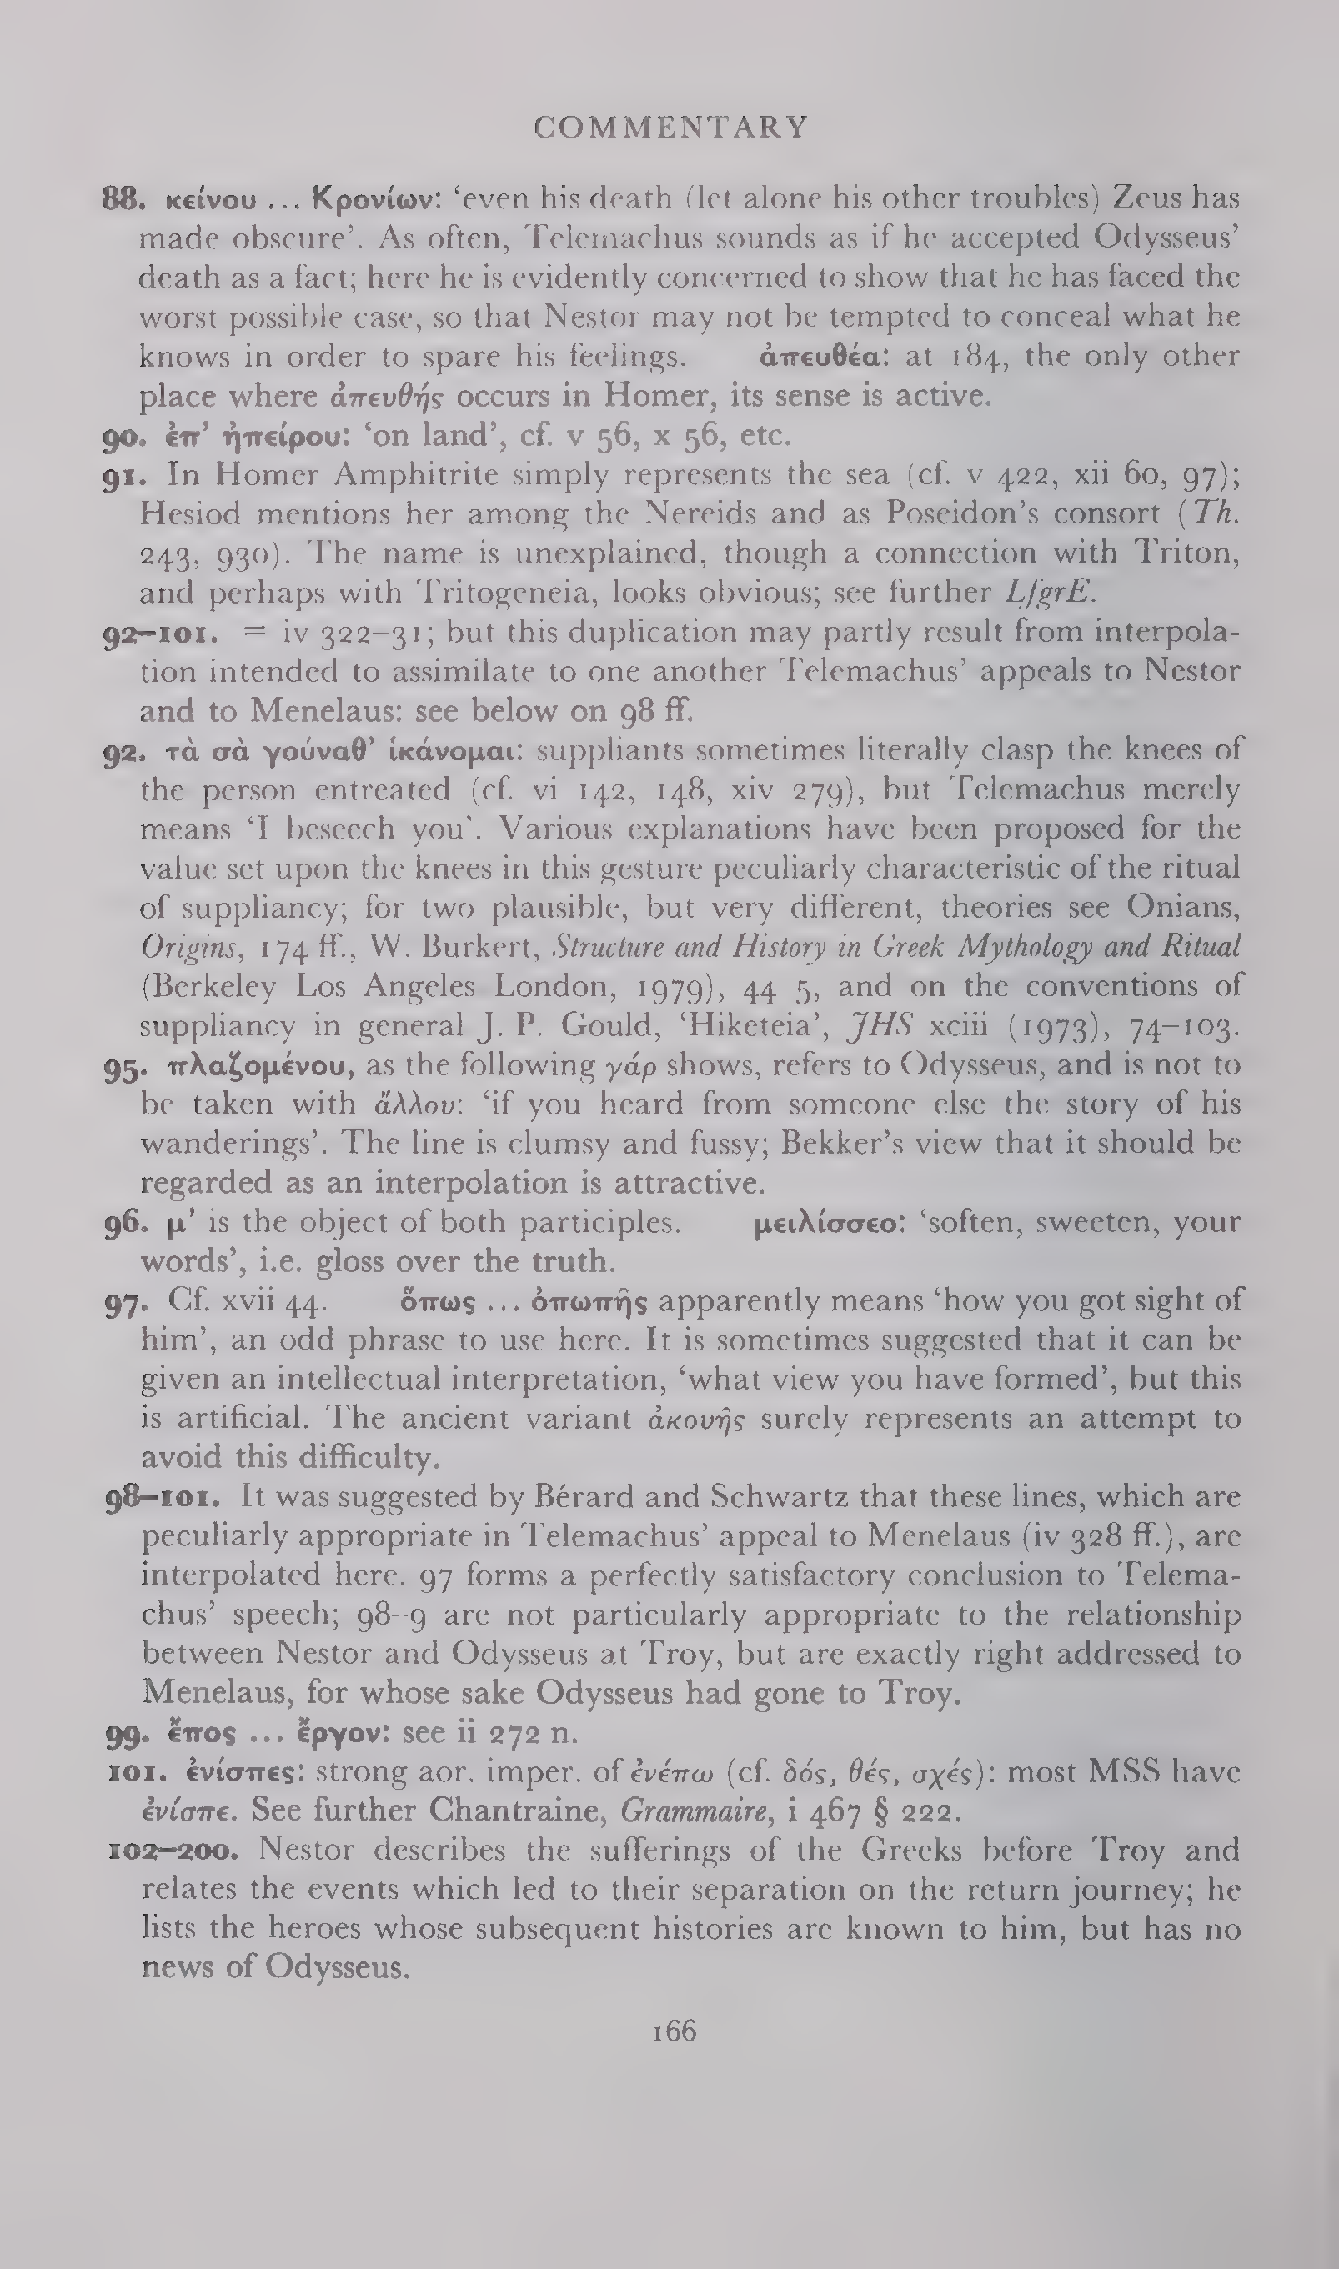 COMMENTARY
88. κείνου ... Κρονίων: ‘even his death (let alone his other troubles) Zeus has
made obscure’. As often, Telemachus sounds as if he accepted Odysseus’
death as a fact; here he is evidently concerned to show that he has faced the
worst possible case, so that Nestor may not be tempted to conceal what he
knows in order to spare his feelings. ἀπευθέα: at 184, the only other
place where ἀπευθής occurs in Homer, its sense is active.
90. ἐπ’ ἠπείρου: ‘on land’, cf. v 56, x 56, etc.
91. In Homer Amphitrite simply represents the sea (cf. v 422, xii 60, 97);
Hesiod mentions her among the Nereids and as Poseidon’s consort (Th.
243, 930). The name is unexplained, though a connection with Triton,
and perhaps with Tritogeneia, looks obvious; see further LfgrE.
92–101. = iv 322–31; but this duplication may partly result from interpola-
tion intended to assimilate to one another Telemachus’ appeals to Nestor
and to Menelaus: see below on 98 ff.
92. τὰ σὰ γούναθ’ ἱκάνομαι: suppliants sometimes literally clasp the knees of
the person entreated (cf. vi 142, 148, xiv 279), but Telemachus merely
means ‘I beseech you’. Various explanations have been proposed for the
value set upon the knees in this gesture peculiarly characteristic of the ritual
of suppliancy; for two plausible, but very different, theories see Onians,
Origins, 174 ff., W. Burkert, Structure and History in Greek Mythology and Ritual
(Berkeley Los Angeles London, 1979), 44 5, and on the conventions of
suppliancy in general J. P. Gould, ‘Hiketeia’, JHS xciii (1973), 74–103.
95. πλαζομένου, as the following γάρ shows, refers to Odysseus, and is not to
be taken with ἄλλου: ‘if you heard from someone else the story of his
wanderings’. The line is clumsy and fussy; Bekker’s view that it should be
regarded as an interpolation is attractive.
96. μ’ is the object of both participles. μειλίσσεο: ‘soften, sweeten, your
words’, i.e. gloss over the truth.
97. Cf. xvii 44. ὅπως ... ὀπωπῆς apparently means ‘how you got sight of
him’, an odd phrase to use here. It is sometimes suggested that it can be
given an intellectual interpretation, ‘what view you have formed’, but this
is artificial. The ancient variant ἀκουῆς surely represents an attempt to
avoid this difficulty.
98–101. It was suggested by Bérard and Schwartz that these lines, which are
peculiarly appropriate in Telemachus’ appeal to Menelaus (iv 328 ff.), are
interpolated here. 97 forms a perfectly satisfactory conclusion to Telema-
chus’ speech; 98–9 are not particularly appropriate to the relationship
between Nestor and Odysseus at Troy, but are exactly right addressed to
Menelaus, for whose sake Odysseus had gone to Troy.
99. ἔπος ... ἔργον: see ii 272 n.
101. ἐνίσπες: strong aor. imper. of ἐνέπω (cf. δός, θές, σχές): most MSS have
ἐνίσπε. See further Chantraine, Grammaire, i 467 § 222.
102–200. Nestor describes the sufferings of the Greeks before Troy and
relates the events which led to their separation on the return journey; he
lists the heroes whose subsequent histories are known to him, but has no
news of Odysseus.
166